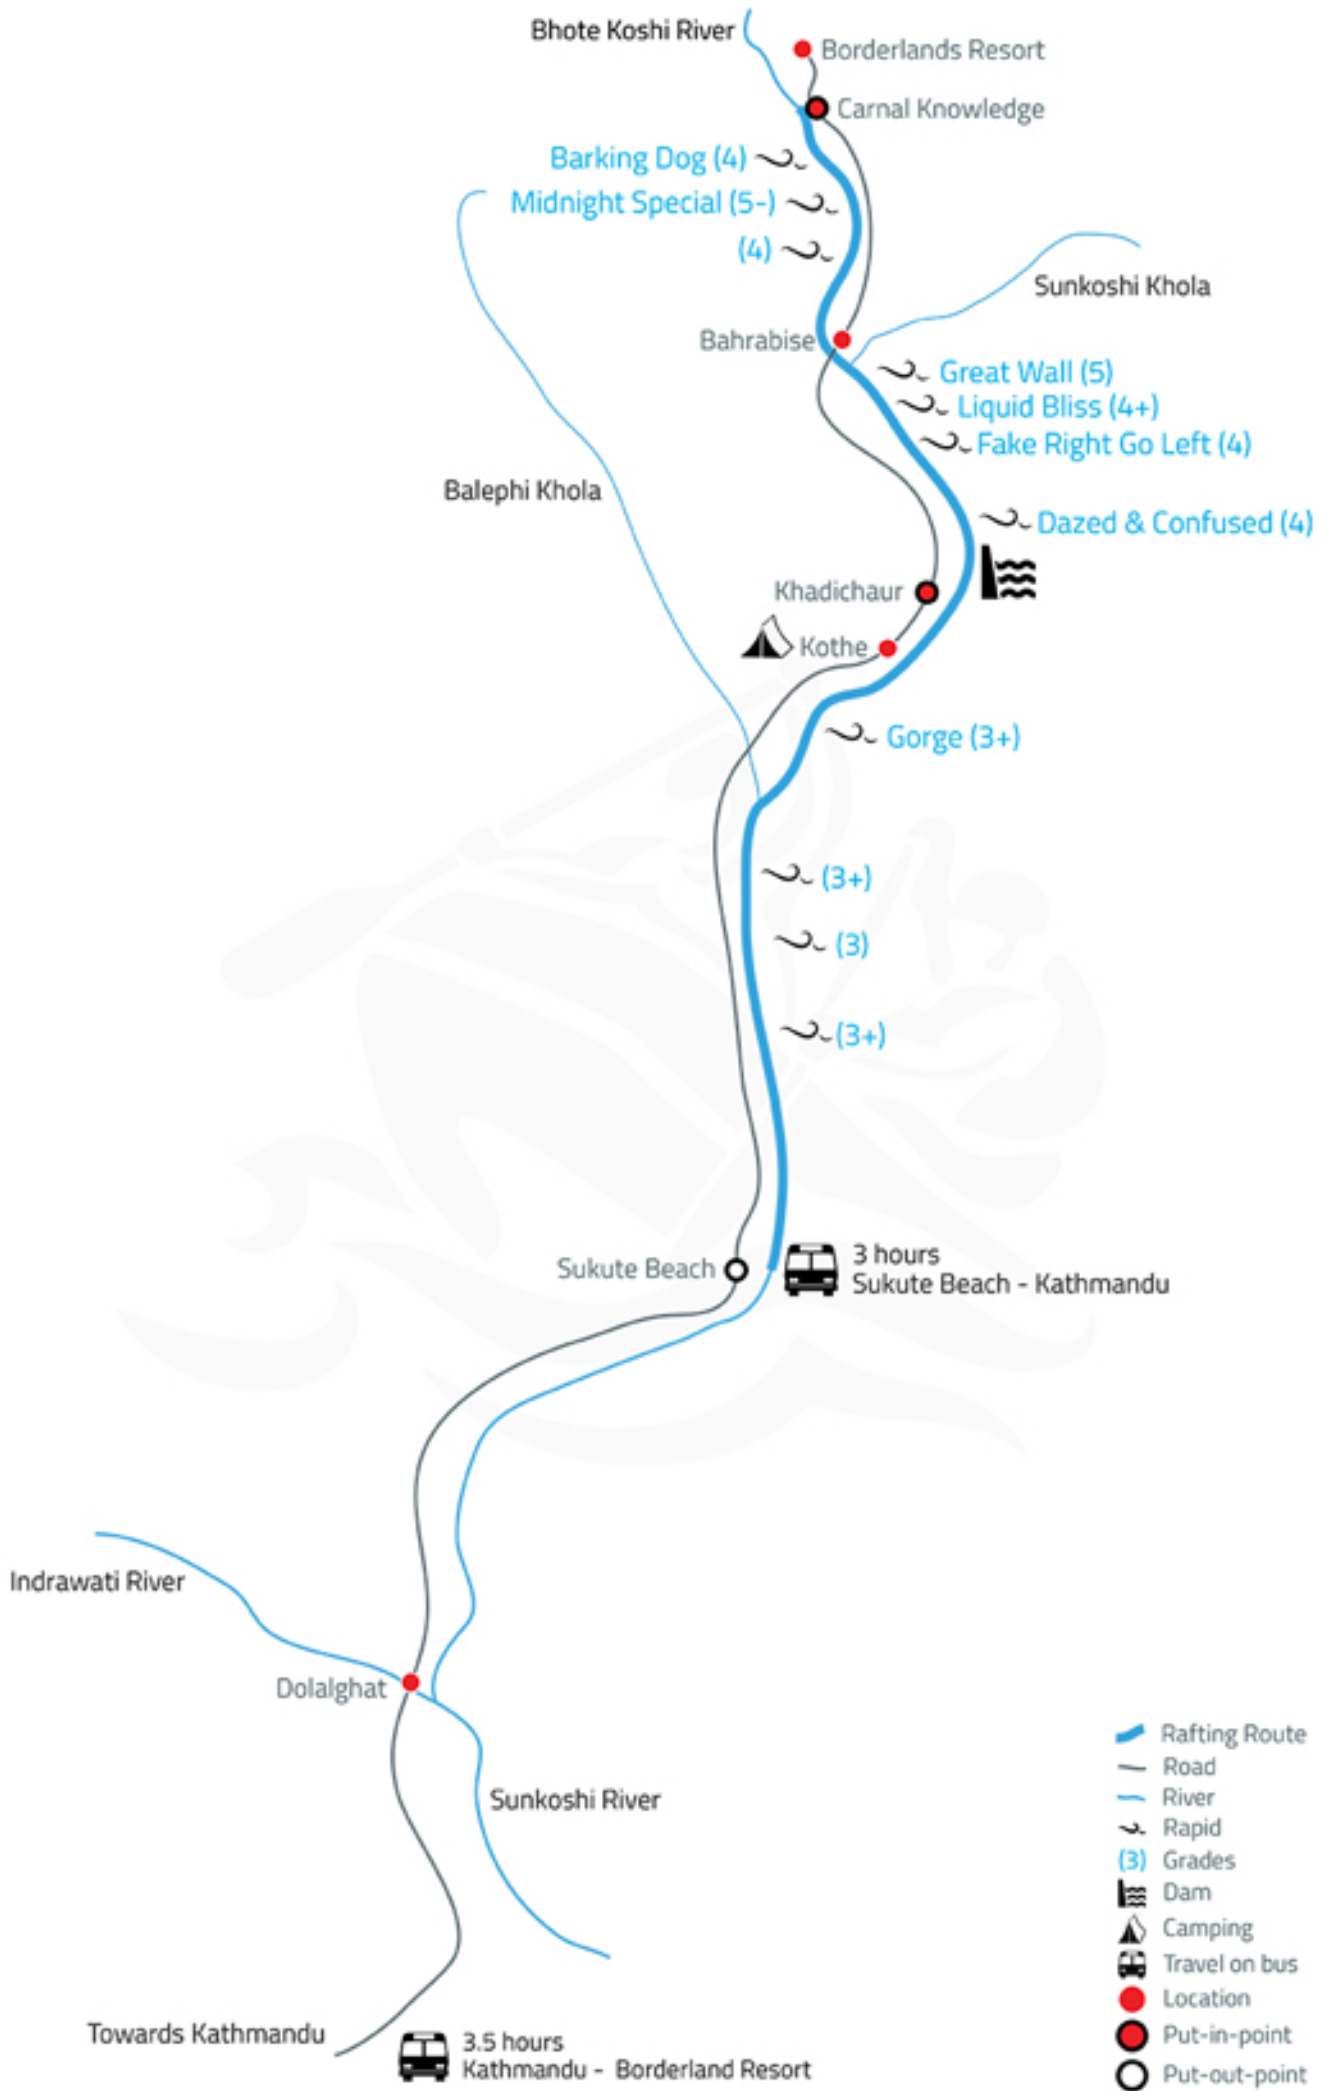 Bhote Koshi River
Borderlands Resort
Carnal Knowledge
Barking Dog (4)
Midnight Special (5-)
(4)
Sunkoshi Khola
Bahrabise
Great Wall (5)
Liquid Bliss (4+)
Fake Right Go Left (4)
Balephi Khola
Dazed & Confused (4)
Khadichaur
Kothe
Gorge (3+)
(3+)
(3)
(3+)
Sukute Beach
3 hours
Sukute Beach - Kathmandu
Indrawati River
Dolalghat
Sunkoshi River
Towards Kathmandu
3.5 hours
Kathmandu - Borderland Resort
Rafting Route
Road
River
Rapid
(3) Grades
Dam
Camping
Travel on bus
Location
Put-in-point
Put-out-point